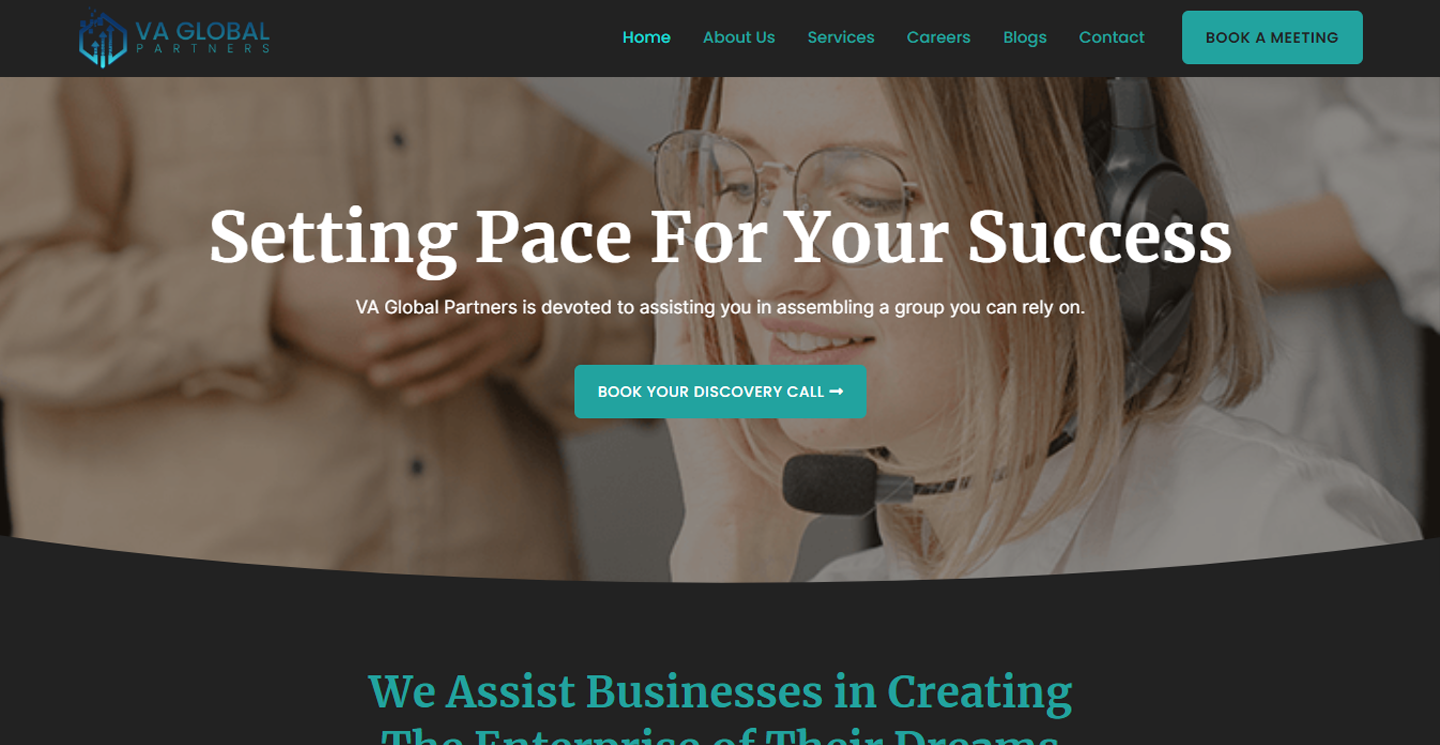 VA GLOBAL
PARTNERS
Home
About Us
Services
Careers
Blogs
Contact
BOOK A MEETING
Setting Pace For Your Success
VA Global Partners is devoted to assisting you in assembling a group you can rely on.
BOOK YOUR DISCOVERY CALL →
We Assist Businesses in Creating
The Enterprise of Their Dreams